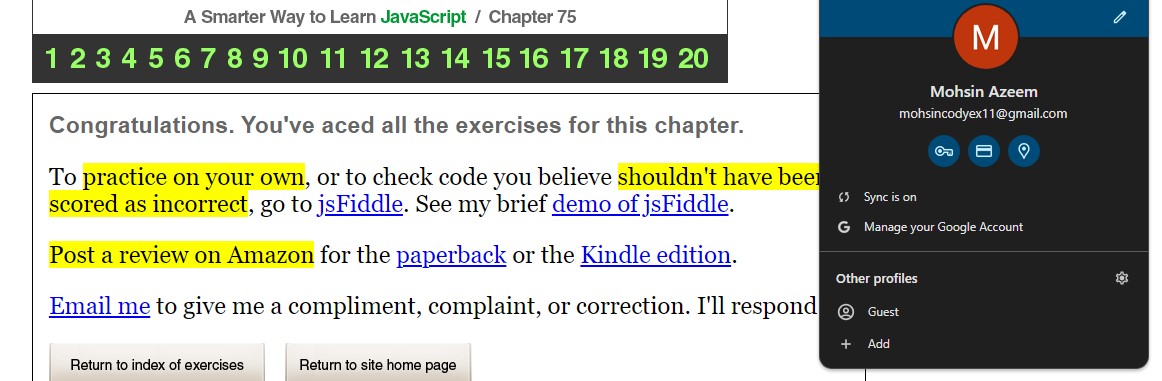 A Smarter Way to Learn JavaScript / Chapter 75
1 2 3 4 5 6 7 8 9 10 11 12 13 14 15 16 17 18 19 20
Congratulations. You've aced all the exercises for this chapter.
To practice on your own, or to check code you believe shouldn't have been
scored as incorrect, go to jsFiddle. See my brief demo of jsFiddle.
Post a review on Amazon for the paperback or the Kindle edition.
Email me to give me a compliment, complaint, or correction. I'll respond
Return to index of exercises
Return to site home page
M
Mohsin Azeem
mohsincodyex11@gmail.com
Sync is on
G Manage your Google Account
Other profiles
Guest
+ Add